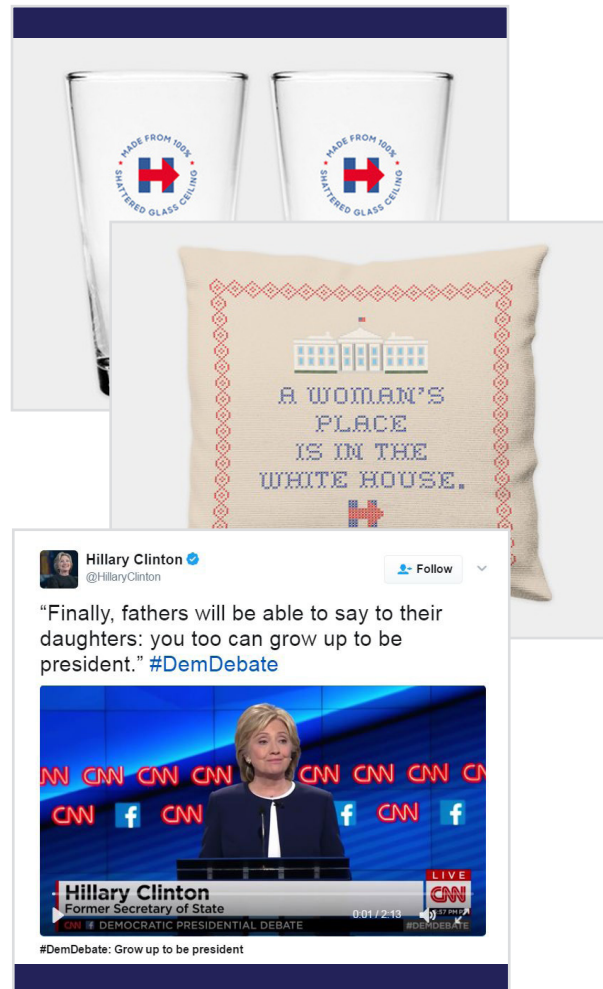 MADE FROM 100%
SHATTERED GLASS CEILING
H
MADE FROM 100%
SHATTERED GLASS CEILING
H
A WOMAN'S
PLACE
IS IN THE
WHITE HOUSE.
H
Hillary Clinton
@HillaryClinton
Follow
“Finally, fathers will be able to say to their
daughters: you too can grow up to be
president.” #DemDebate
CNN CNN CNN CNN CNN CNN
CNN f CNN f CNN f
LIVE
CNN
Hillary Clinton
Former Secretary of State
0:01 / 2:13
CNN f DEMOCRATIC PRESIDENTIAL DEBATE
#DEMDEBATE
#DemDebate: Grow up to be president